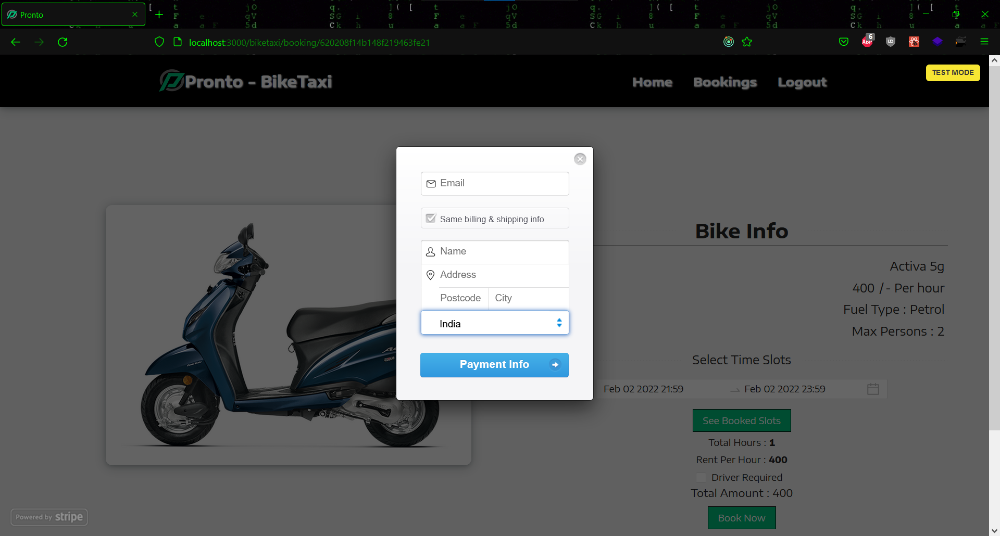 Pronto
localhost:3000/biketaxi/booking/620208f14b148f219463fe21
6
ABP
Pronto - BikeTaxi
Home
Bookings
Logout
TEST MODE
Email
Same billing & shipping info
Name
Address
Postcode
City
India
Payment Info
Bike Info
Activa 5g
400 /- Per hour
Fuel Type : Petrol
Max Persons : 2
Select Time Slots
Feb 02 2022 21:59
Feb 02 2022 23:59
See Booked Slots
Total Hours : 1
Rent Per Hour : 400
Driver Required
Total Amount : 400
Book Now
Powered by stripe